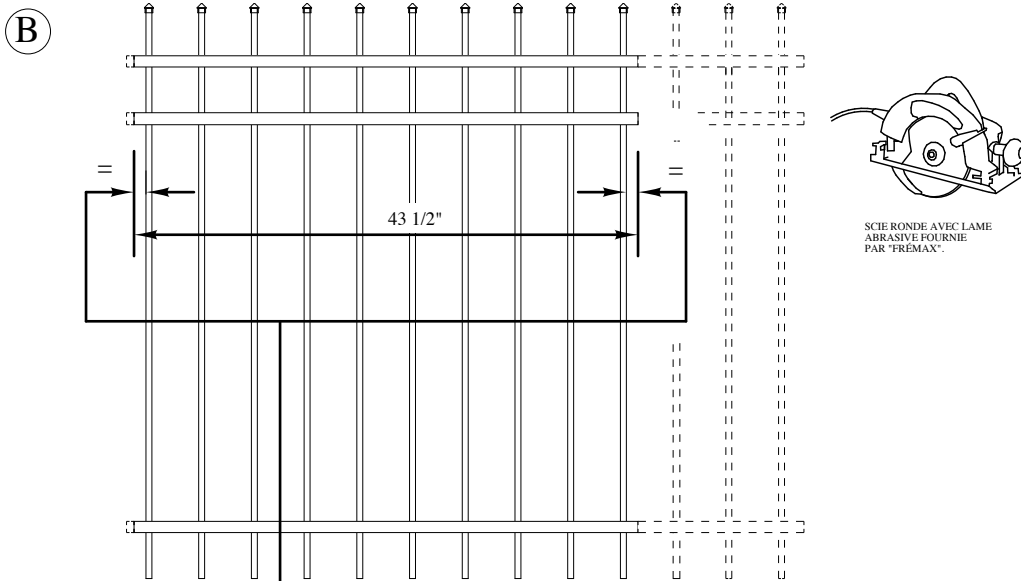 B
=
=
43 1/2"
SCIE RONDE AVEC LAME
ABRASIVE FOURNIE
PAR "FRÉMAX".